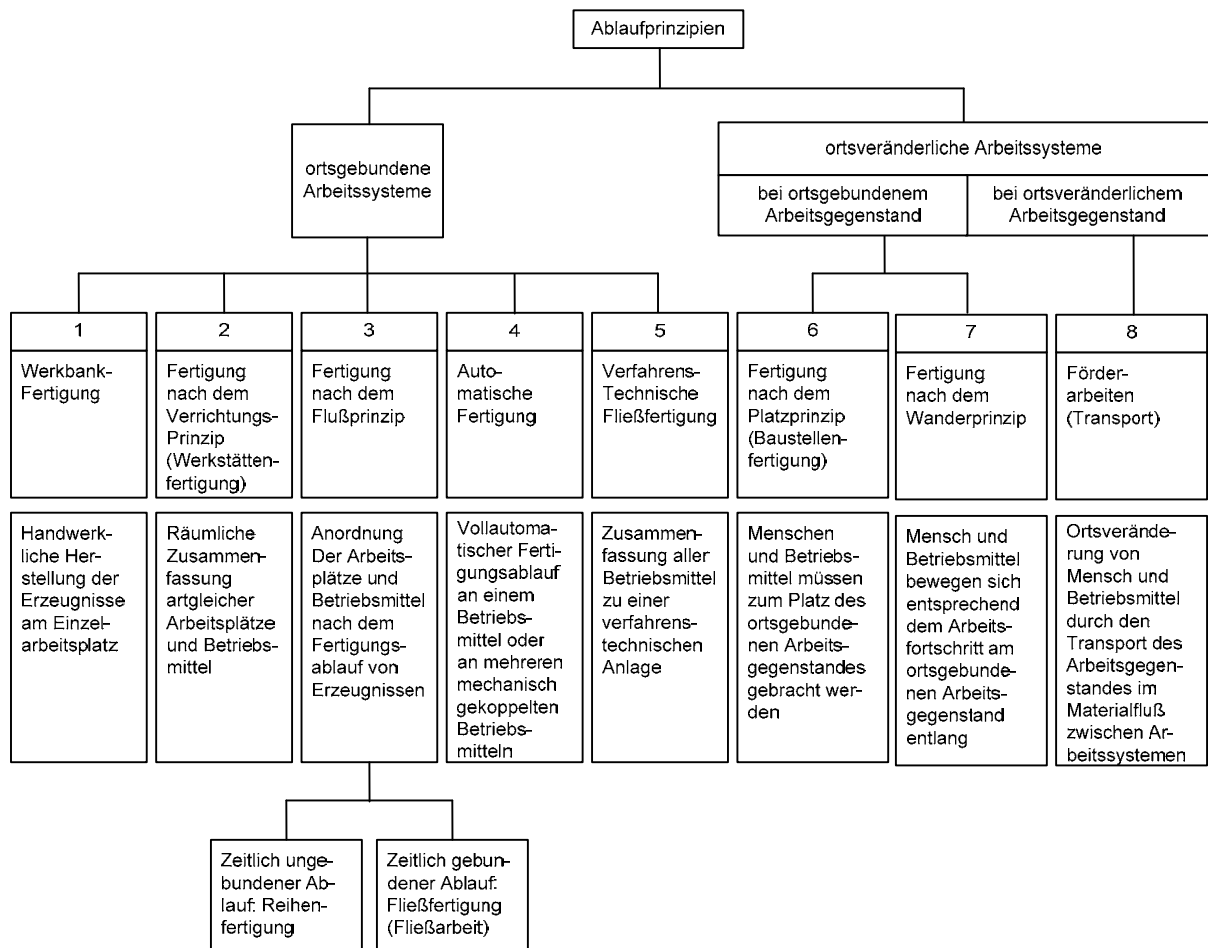 Ablaufprinzipien
ortsgebundene
Arbeitssysteme
ortsveränderliche Arbeitssysteme
bei ortsgebundenem
Arbeitsgegenstand
bei ortsveränderlichem
Arbeitsgegenstand
1
Werkbank-
Fertigung
Handwerk-
liche Her-
stellung der
Erzeugnisse
am Einzel-
arbeitsplatz
2
Fertigung
nach dem
Verrichtungs-
Prinzip
(Werkstätten-
fertigung)
Räumliche
Zusammen-
fassung
artgleicher
Arbeitsplätze
und Betriebs-
mittel
3
Fertigung
nach dem
Flußprinzip
Anordnung
Der Arbeits-
plätze und
Betriebsmittel
nach dem
Fertigungs-
ablauf von
Erzeugnissen
4
Auto-
matische
Fertigung
Vollautoma-
tischer Ferti-
gungsablauf
an einem
Betriebs-
mittel oder
an mehreren
mechanisch
gekoppelten
Betriebs-
mitteln
5
Verfahrens-
Technische
Fließfertigung
Zusammen-
fassung aller
Betriebsmittel
zu einer
verfahrens-
technischen
Anlage
6
Fertigung
nach dem
Platzprinzip
(Baustellen-
fertigung)
Menschen
und Betriebs-
mittel müssen
zum Platz des
ortsgebunde-
nen Arbeits-
gegenstandes
gebracht wer-
den
7
Fertigung
nach dem
Wanderprinzip
Mensch und
Betriebsmittel
bewegen sich
entsprechend
dem Arbeits-
fortschritt am
ortsgebunde-
nen Arbeits-
gegenstand
entlang
8
Förder-
arbeiten
(Transport)
Ortsverände-
rung von
Mensch und
Betriebsmittel
durch den
Transport des
Arbeitsgegen-
standes im
Materialfluß
zwischen Ar-
beitssystemen
Zeitlich unge-
bundener Ab-
lauf: Reihen-
fertigung
Zeitlich gebun-
dener Ablauf:
Fließfertigung
(Fließarbeit)